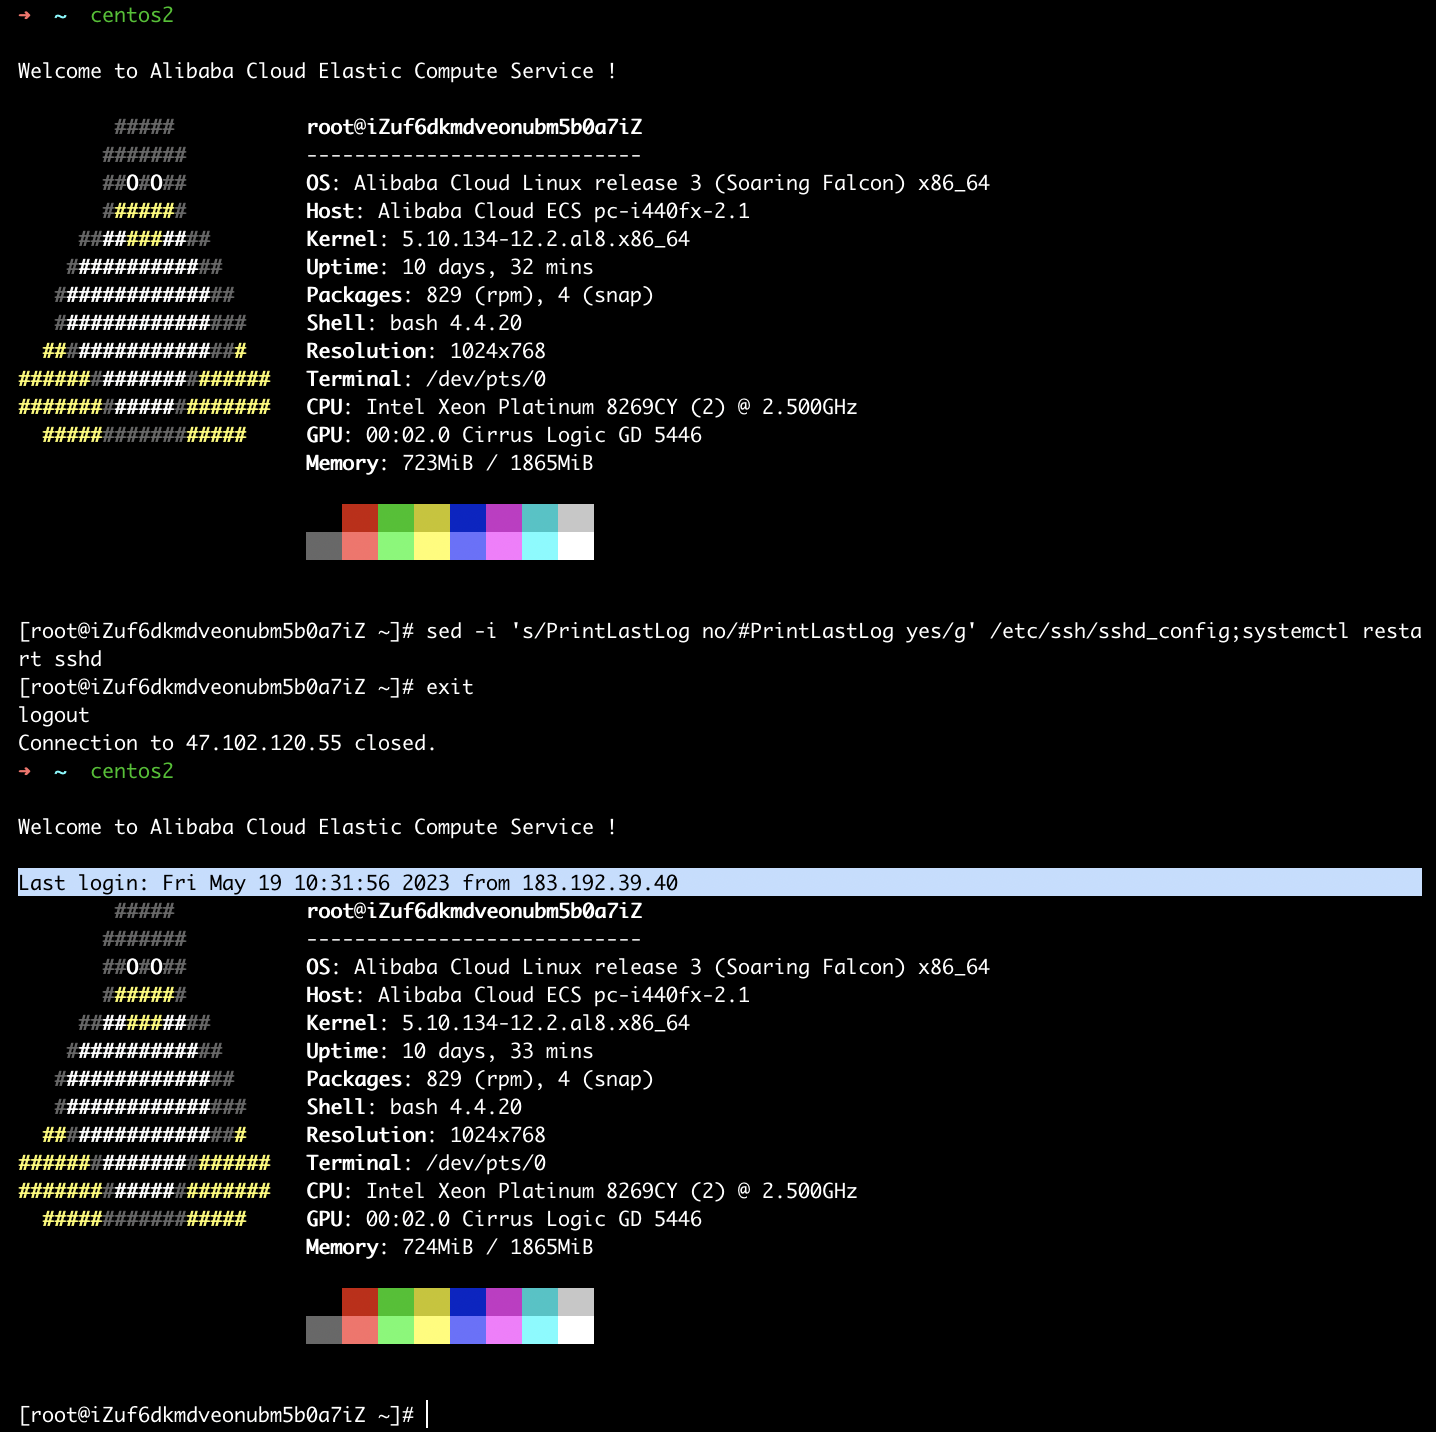 ➜ ~ centos2
Welcome to Alibaba Cloud Elastic Compute Service !
##### root@iZuf6dkmdveonubm5b0a7iZ
####### ----------------------------
##O#O## OS: Alibaba Cloud Linux release 3 (Soaring Falcon) x86_64
####### Host: Alibaba Cloud ECS pc-i440fx-2.1
########### Kernel: 5.10.134-12.2.al8.x86_64
############# Uptime: 10 days, 32 mins
############### Packages: 829 (rpm), 4 (snap)
################ Shell: bash 4.4.20
################# Resolution: 1024x768
##################### Terminal: /dev/pts/0
##################### CPU: Intel Xeon Platinum 8269CY (2) @ 2.500GHz
################# GPU: 00:02.0 Cirrus Logic GD 5446
Memory: 723MiB / 1865MiB
[root@iZuf6dkmdveonubm5b0a7iZ ~]# sed -i 's/PrintLastLog no/#PrintLastLog yes/g' /etc/ssh/sshd_config;systemctl resta
rt sshd
[root@iZuf6dkmdveonubm5b0a7iZ ~]# exit
logout
Connection to 47.102.120.55 closed.
➜ ~ centos2
Welcome to Alibaba Cloud Elastic Compute Service !
Last login: Fri May 19 10:31:56 2023 from 183.192.39.40
##### root@iZuf6dkmdveonubm5b0a7iZ
####### ----------------------------
##O#O## OS: Alibaba Cloud Linux release 3 (Soaring Falcon) x86_64
####### Host: Alibaba Cloud ECS pc-i440fx-2.1
########### Kernel: 5.10.134-12.2.al8.x86_64
############# Uptime: 10 days, 33 mins
############### Packages: 829 (rpm), 4 (snap)
################ Shell: bash 4.4.20
################# Resolution: 1024x768
##################### Terminal: /dev/pts/0
##################### CPU: Intel Xeon Platinum 8269CY (2) @ 2.500GHz
################# GPU: 00:02.0 Cirrus Logic GD 5446
Memory: 724MiB / 1865MiB
[root@iZuf6dkmdveonubm5b0a7iZ ~]#